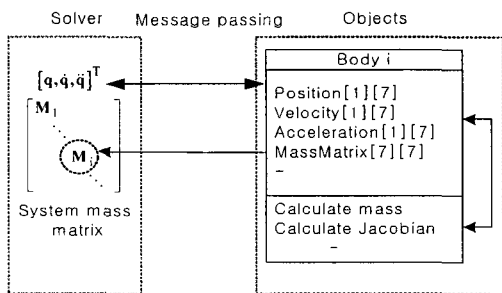 Solver Message passing Objects
Body i
{q,q̇,q̈}ᵀ
Position[1][7]
Velocity[1][7]
Acceleration[1][7]
MassMatrix[7][7]
–
M₁
Mᵢ
System mass
matrix
Calculate mass
Calculate Jacobian
–